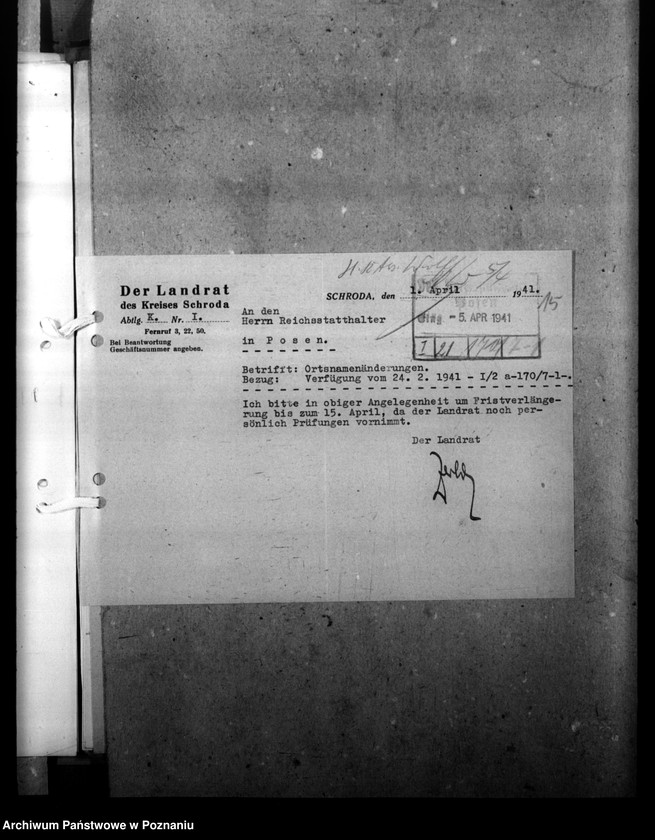 Der Landrat
des Kreises Schroda
Abtlg. K. Nr. I.
Fernruf 3, 22, 50.
Bei Beantwortung
Geschäftsnummer angeben.
SCHRODA, den 1. April 1941.
15
An den
Herrn Reichsstatthalter
in Posen.
Posen
Eing - 5. APR 1941
I 21
Betrifft: Ortsnamenänderungen.
Bezug: Verfügung vom 24. 2. 1941 - I/2 a-170/7-1-.
Ich bitte in obiger Angelegenheit um Fristverlänge-
rung bis zum 15. April, da der Landrat noch per-
sönlich Prüfungen vornimmt.
Der Landrat
Archiwum Państwowe w Poznaniu